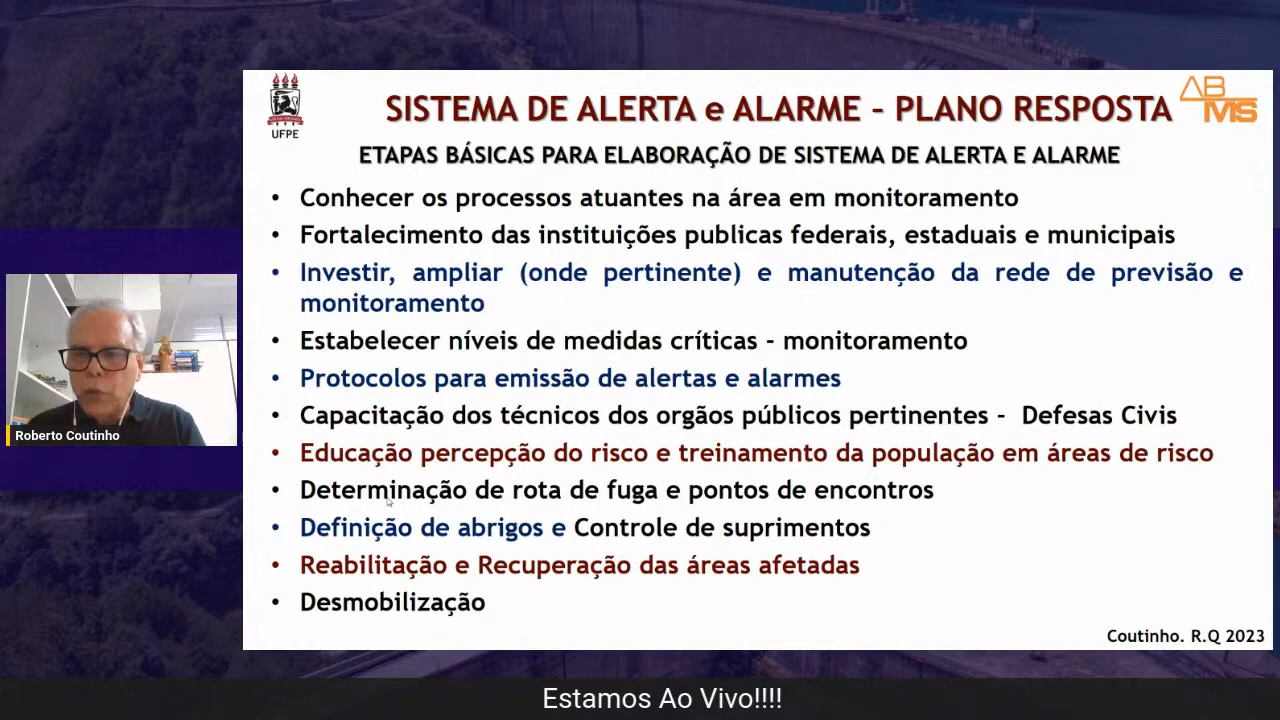 UFPE
AB
MS
SISTEMA DE ALERTA e ALARME – PLANO RESPOSTA
ETAPAS BÁSICAS PARA ELABORAÇÃO DE SISTEMA DE ALERTA E ALARME
• Conhecer os processos atuantes na área em monitoramento
• Fortalecimento das instituições publicas federais, estaduais e municipais
• Investir, ampliar (onde pertinente) e manutenção da rede de previsão e
monitoramento
• Estabelecer níveis de medidas críticas - monitoramento
• Protocolos para emissão de alertas e alarmes
• Capacitação dos técnicos dos orgãos públicos pertinentes - Defesas Civis
• Educação percepção do risco e treinamento da população em áreas de risco
• Determinação de rota de fuga e pontos de encontros
• Definição de abrigos e Controle de suprimentos
• Reabilitação e Recuperação das áreas afetadas
• Desmobilização
Coutinho. R.Q 2023
Roberto Coutinho
Estamos Ao Vivo!!!!